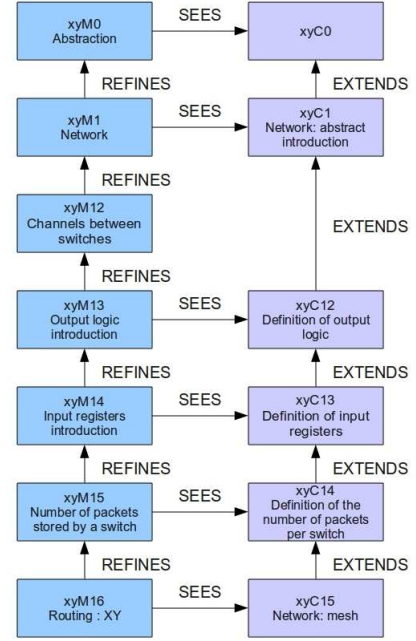 xyM0
Abstraction
SEES
xyC0
REFINES
EXTENDS
xyM1
Network
SEES
xyC1
Network: abstract
introduction
REFINES
xyM12
Channels between
switches
EXTENDS
REFINES
xyM13
Output logic
introduction
SEES
xyC12
Definition of output
logic
REFINES
EXTENDS
xyM14
Input registers
introduction
SEES
xyC13
Definition of input
registers
REFINES
EXTENDS
xyM15
Number of packets
stored by a switch
SEES
xyC14
Definition of the
number of packets
per switch
REFINES
EXTENDS
xyM16
Routing : XY
SEES
xyC15
Network: mesh